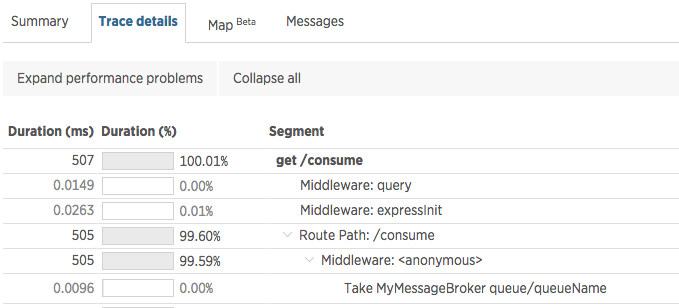 Summary Trace details Map Beta Messages
Expand performance problems Collapse all
Duration (ms) Duration (%) Segment
507 100.01% get /consume
0.0149 0.00% Middleware: query
0.0263 0.01% Middleware: expressInit
505 99.60% Route Path: /consume
505 99.59% Middleware: <anonymous>
0.0096 0.00% Take MyMessageBroker queue/queueName